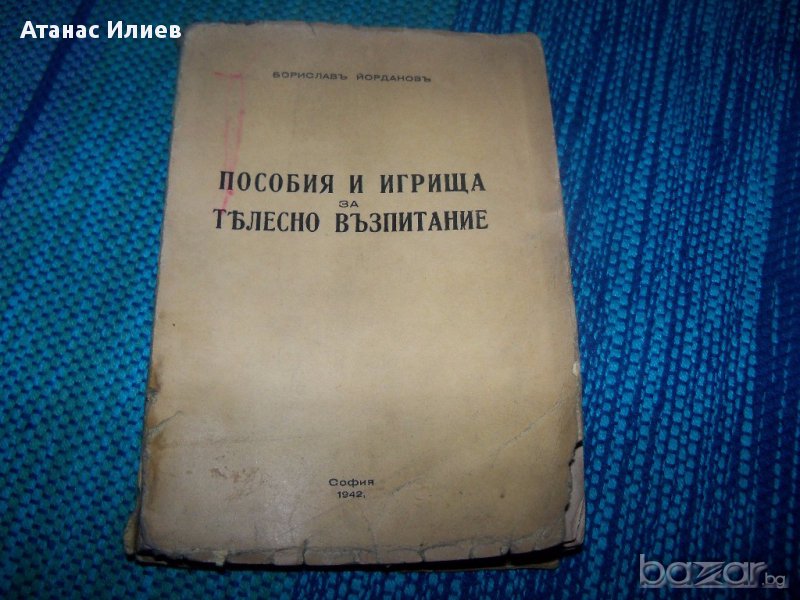 Атанас Илиев
БОРИСЛАВЪ ЙОРДАНОВЪ
ПОСОБИЯ И ИГРИЩА
ЗА
ТѢЛЕСНО ВЪЗПИТАНИЕ
София
1942.
bazar.bg